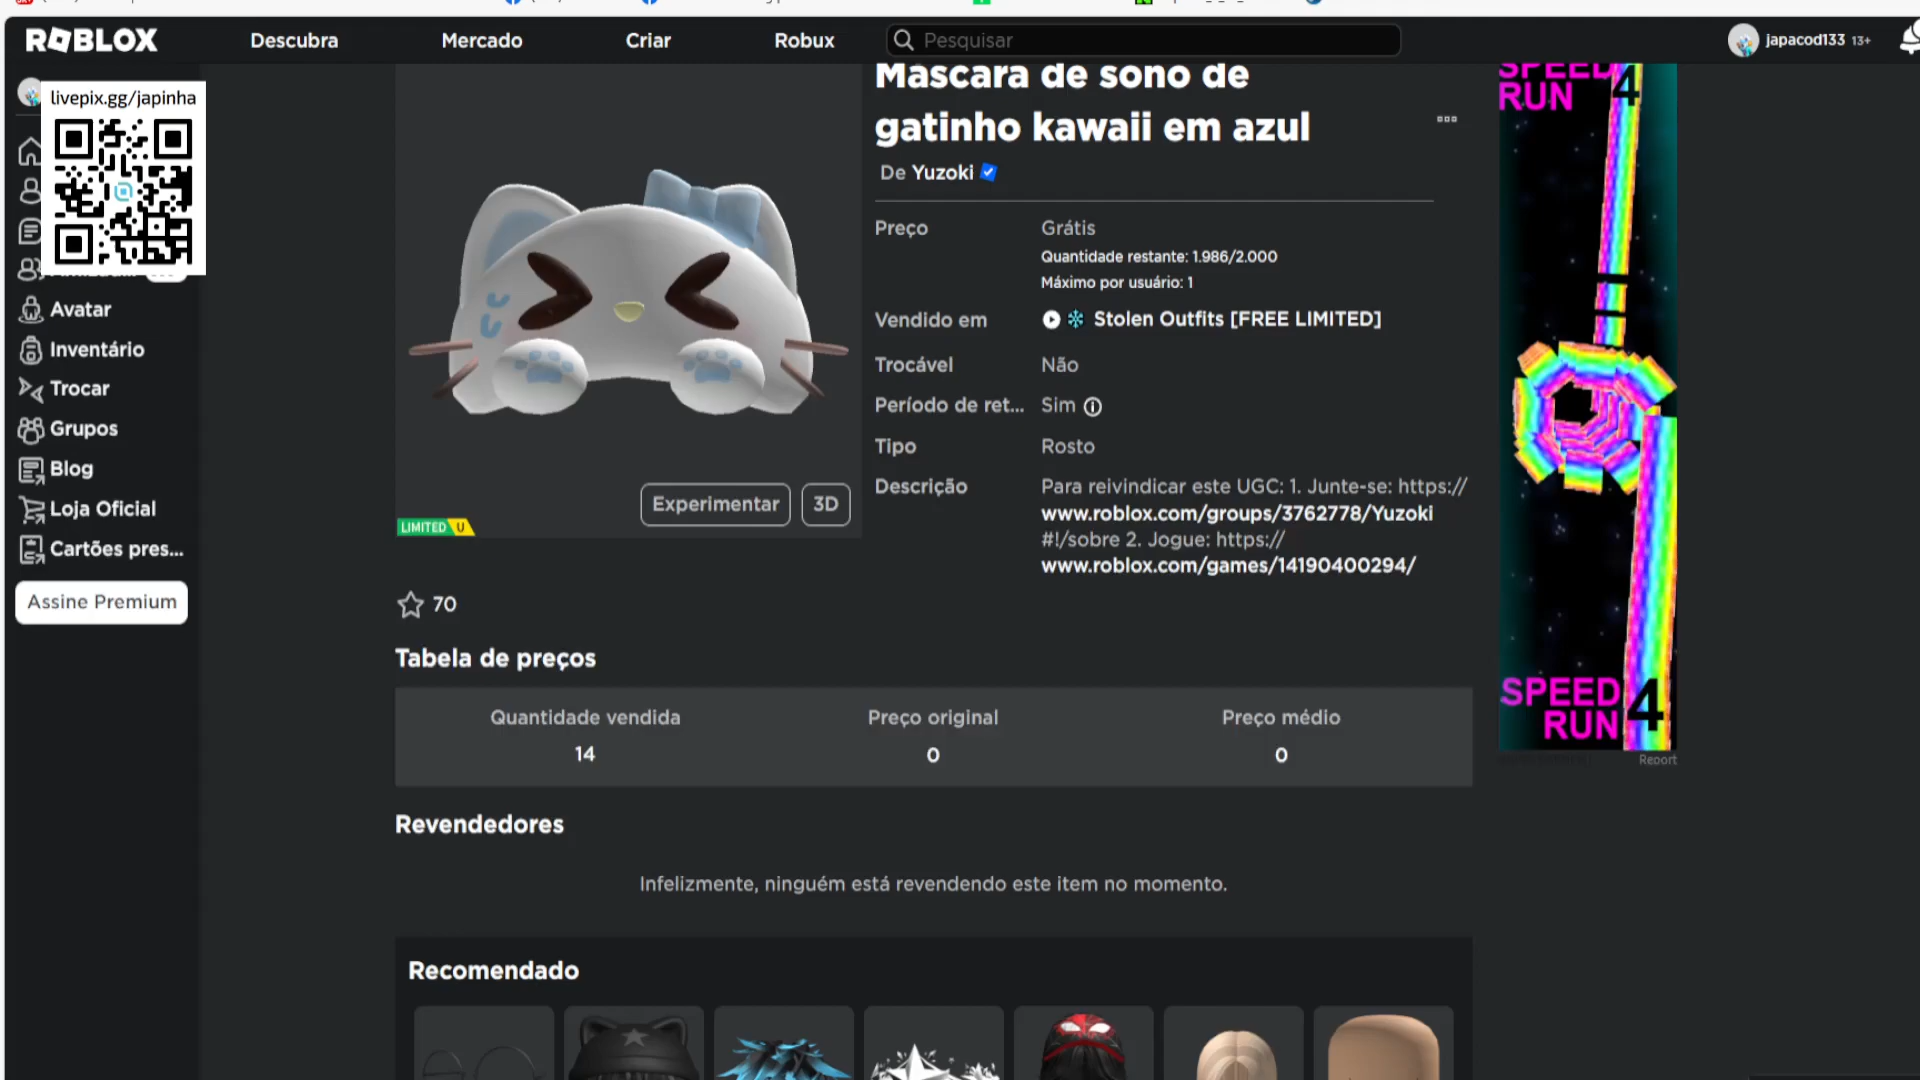 ROBLOX
Descubra
Mercado
Criar
Robux
Pesquisar
japacod133 13+
livepix.gg/japinha
Avatar
Inventário
Trocar
Grupos
Blog
Loja Oficial
Cartões pres...
Assine Premium
Máscara de sono de
gatinho kawaii em azul
De Yuzoki
Preço
Grátis
Quantidade restante: 1.986/2.000
Máximo por usuário: 1
Vendido em
Stolen Outfits [FREE LIMITED]
Trocável
Não
Período de ret...
Sim
Tipo
Rosto
Descrição
Para reivindicar este UGC: 1. Junte-se: https://
www.roblox.com/groups/3762778/Yuzoki
#!/sobre 2. Jogue: https://
www.roblox.com/games/14190400294/
Experimentar
3D
LIMITED U
70
Tabela de preços
Quantidade vendida
14
Preço original
0
Preço médio
0
Revendedores
Infelizmente, ninguém está revendendo este item no momento.
Recomendado
SPEED
RUN 4
SPEED
RUN 4
Report